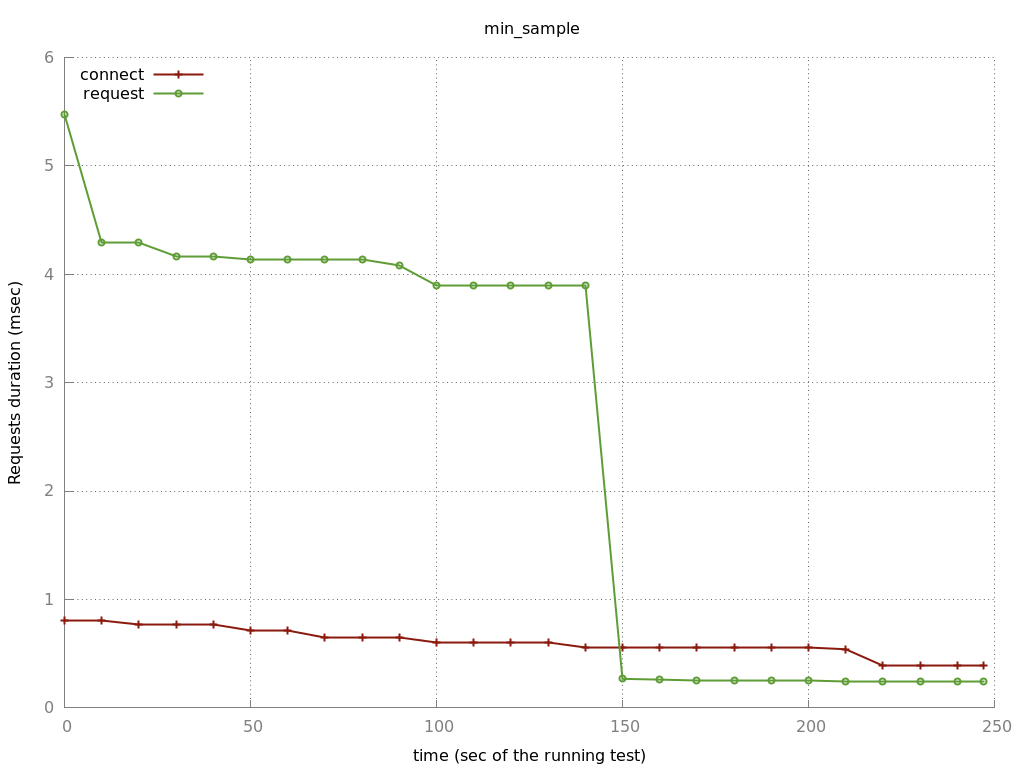 min_sample
6
connect
request
5
4
3
2
1
0
Requests duration (msec)
0 50 100 150 200 250
time (sec of the running test)